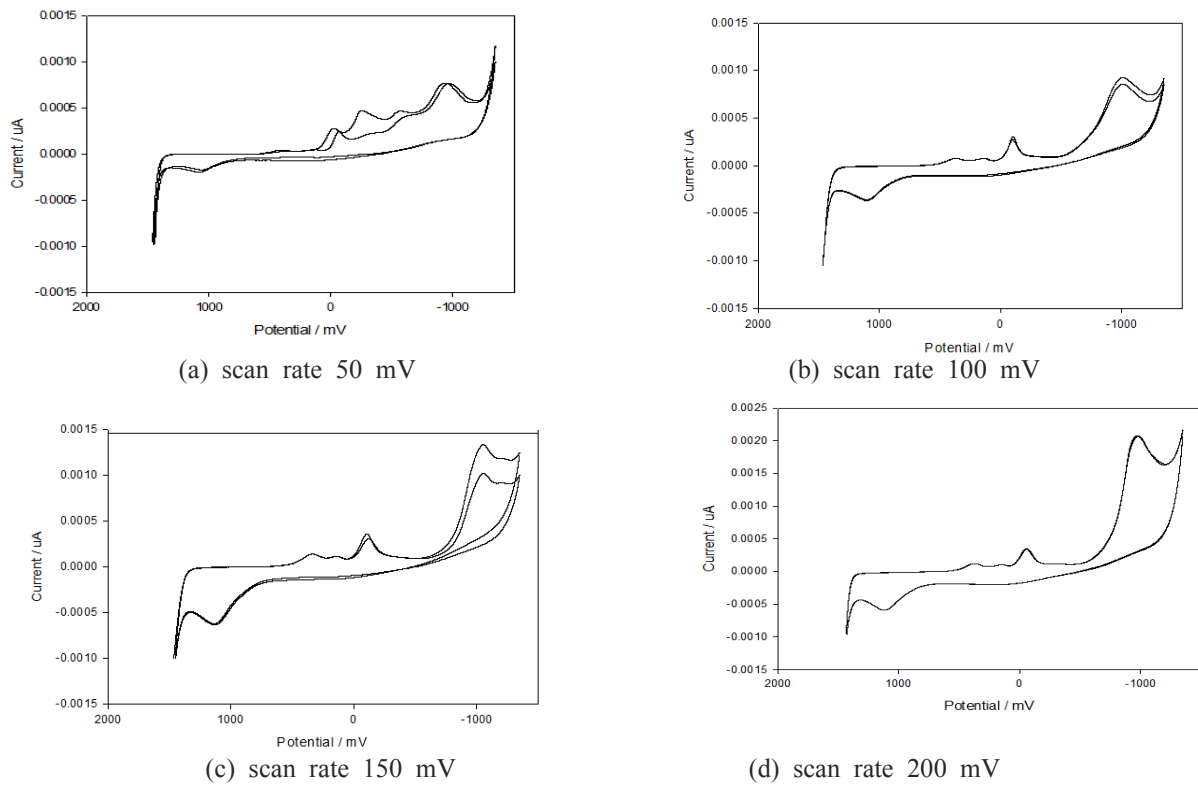 0.0015
0.0010
0.0005
0.0000
-0.0005
-0.0010
-0.0015
Current / uA
2000 1000 0 -1000
Potential / mV
(a) scan rate 50 mV
0.0015
0.0010
0.0005
0.0000
-0.0005
-0.0010
-0.0015
Current / uA
2000 1000 0 -1000
Potential / mV
(b) scan rate 100 mV
0.0015
0.0010
0.0005
0.0000
-0.0005
-0.0010
-0.0015
Current / uA
2000 1000 0 -1000
Potential / mV
(c) scan rate 150 mV
0.0025
0.0020
0.0015
0.0010
0.0005
0.0000
-0.0005
-0.0010
-0.0015
Current / uA
2000 1000 0 -1000
Potential / mV
(d) scan rate 200 mV